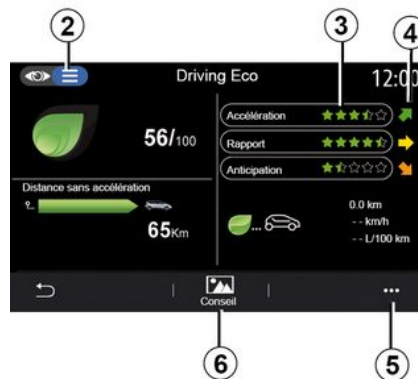 2
3
4
Driving Eco
12:00
56/100
Accélération
Rapport
Anticipation
Distance sans accélération
65Km
0.0 km
-- km/h
-- L/100 km
Conseil
6
5